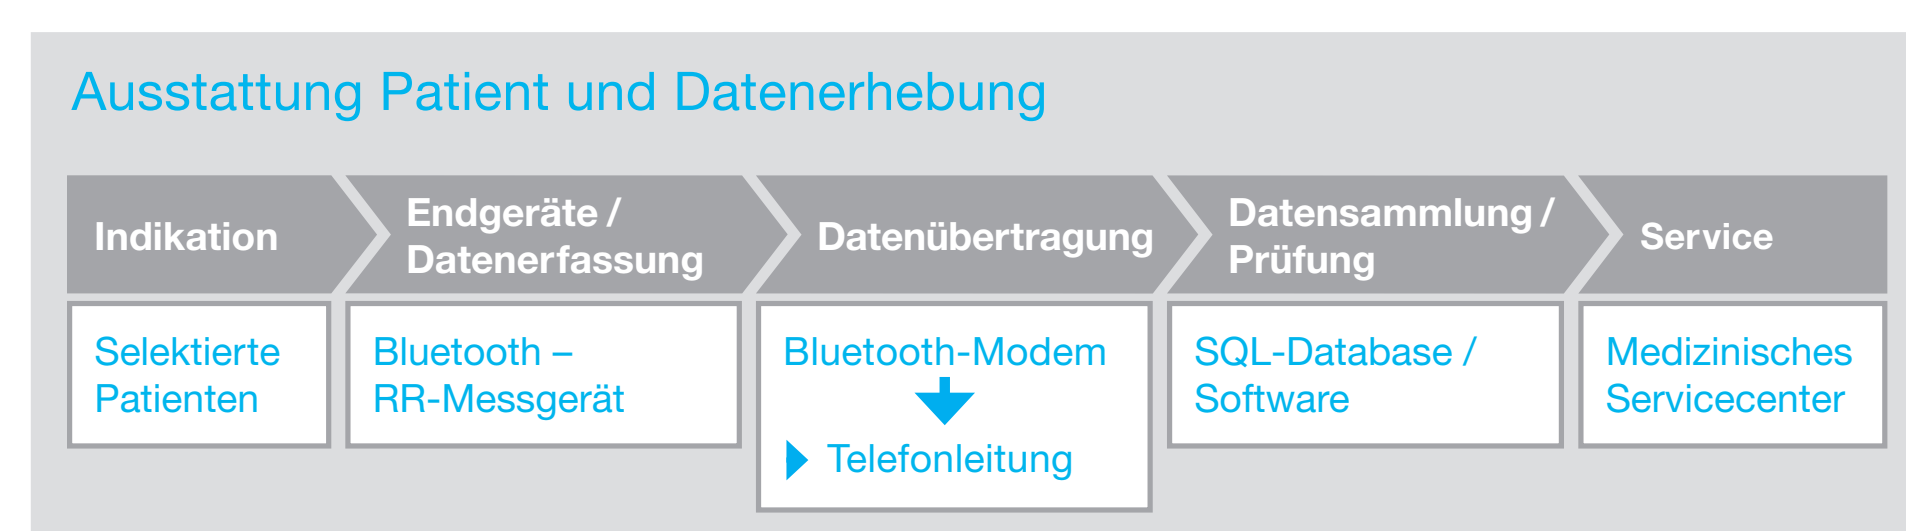 Ausstattung Patient und Datenerhebung
Indikation
Endgeräte /
Datenerfassung
Datenübertragung
Datensammlung /
Prüfung
Service
Selektierte
Patienten
Bluetooth –
RR-Messgerät
Bluetooth-Modem
Telefonleitung
SQL-Database /
Software
Medizinisches
Servicecenter